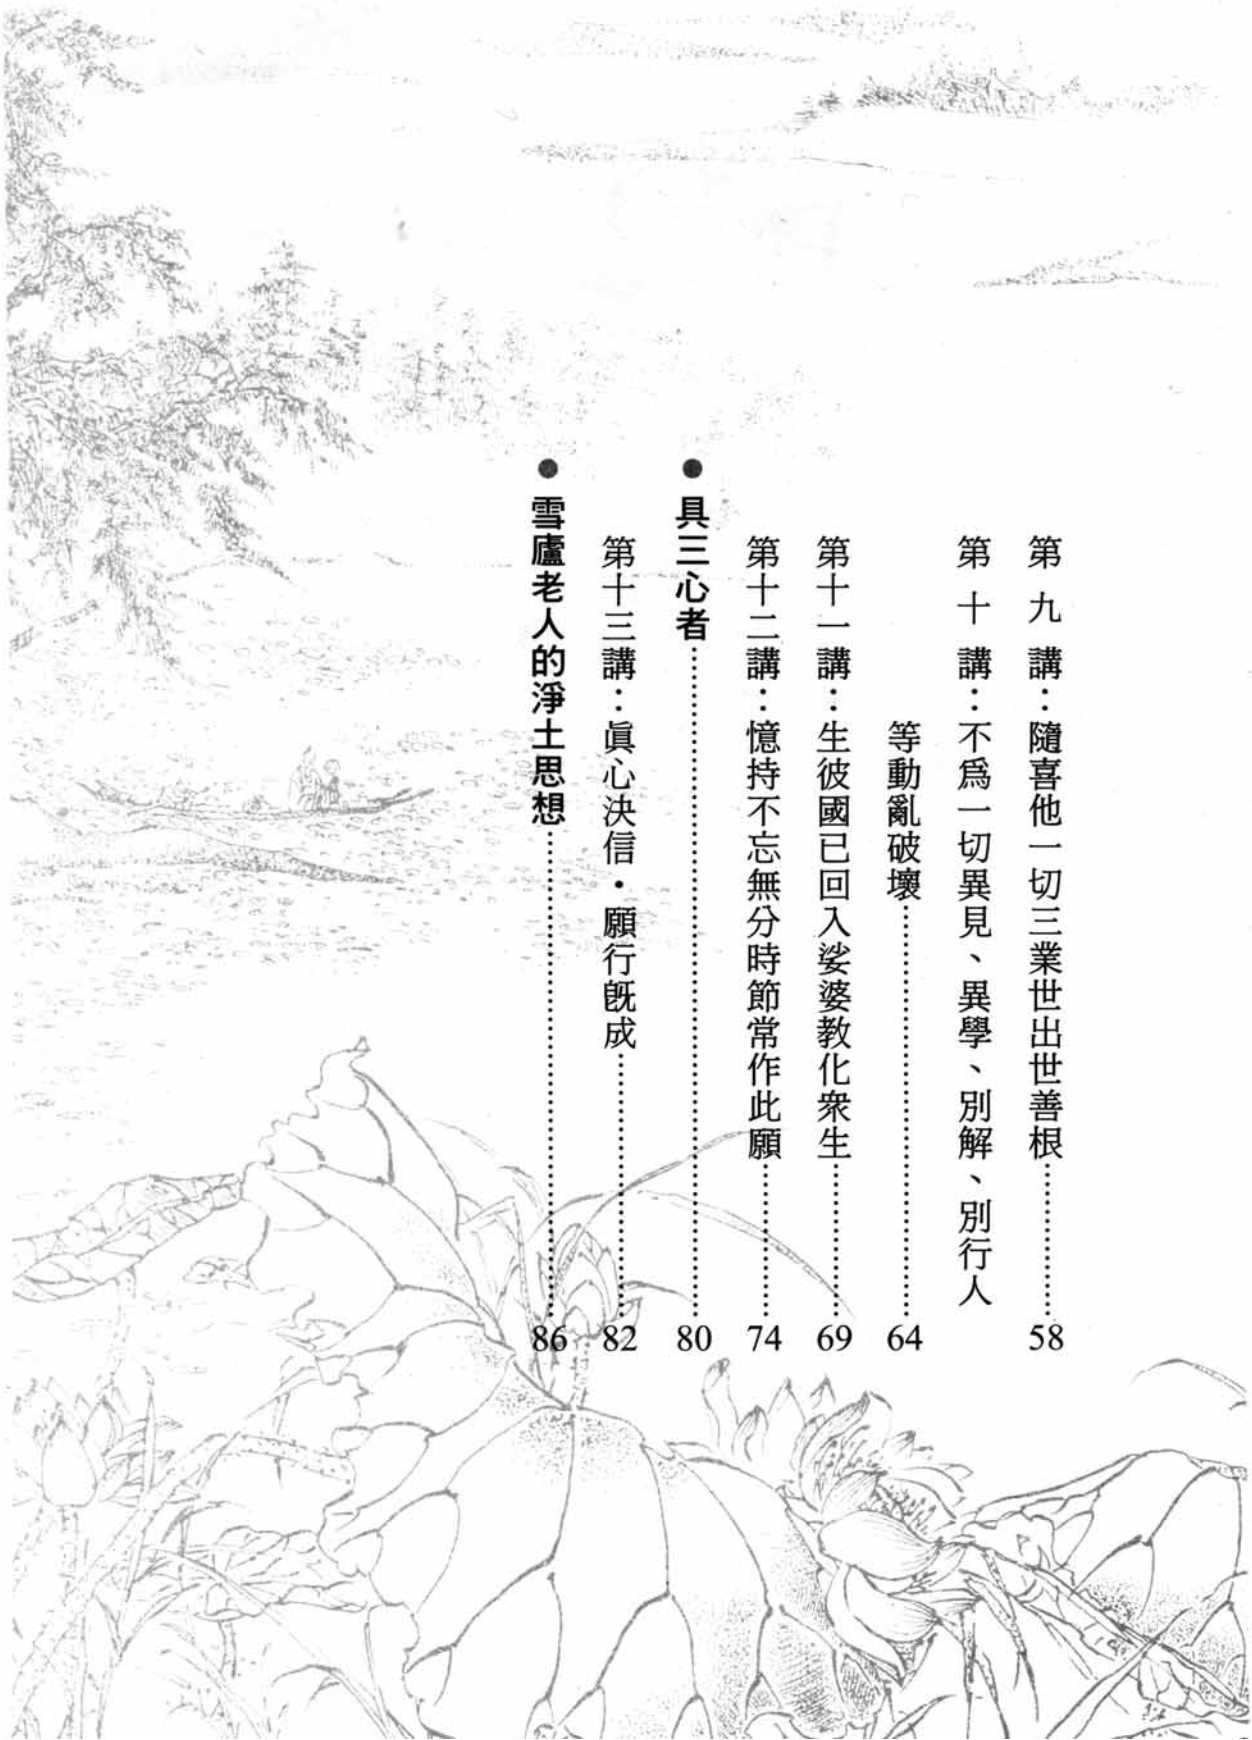 第九講：隨喜他一切三業世出世善根……………58
第十講：不爲一切異見、異學、別解、別行人
等動亂破壞……………64
第十一講：生彼國已回入娑婆教化衆生……………69
第十二講：憶持不忘無分時節常作此願……………74
●具三心者……………80
第十三講：眞心決信・願行旣成……………82
●雪廬老人的淨土思想……………86